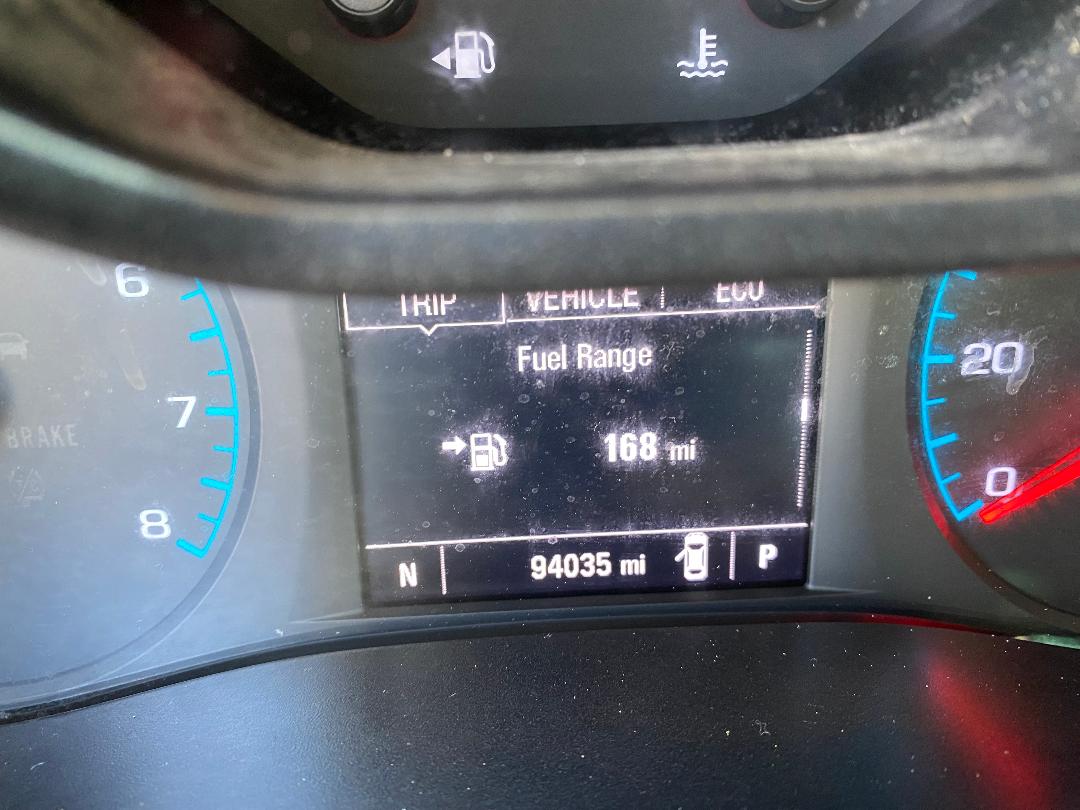 6
TRIP VEHICLE ECO
Fuel Range
20
7
BRAKE
168 mi
0
8
N 94035 mi P